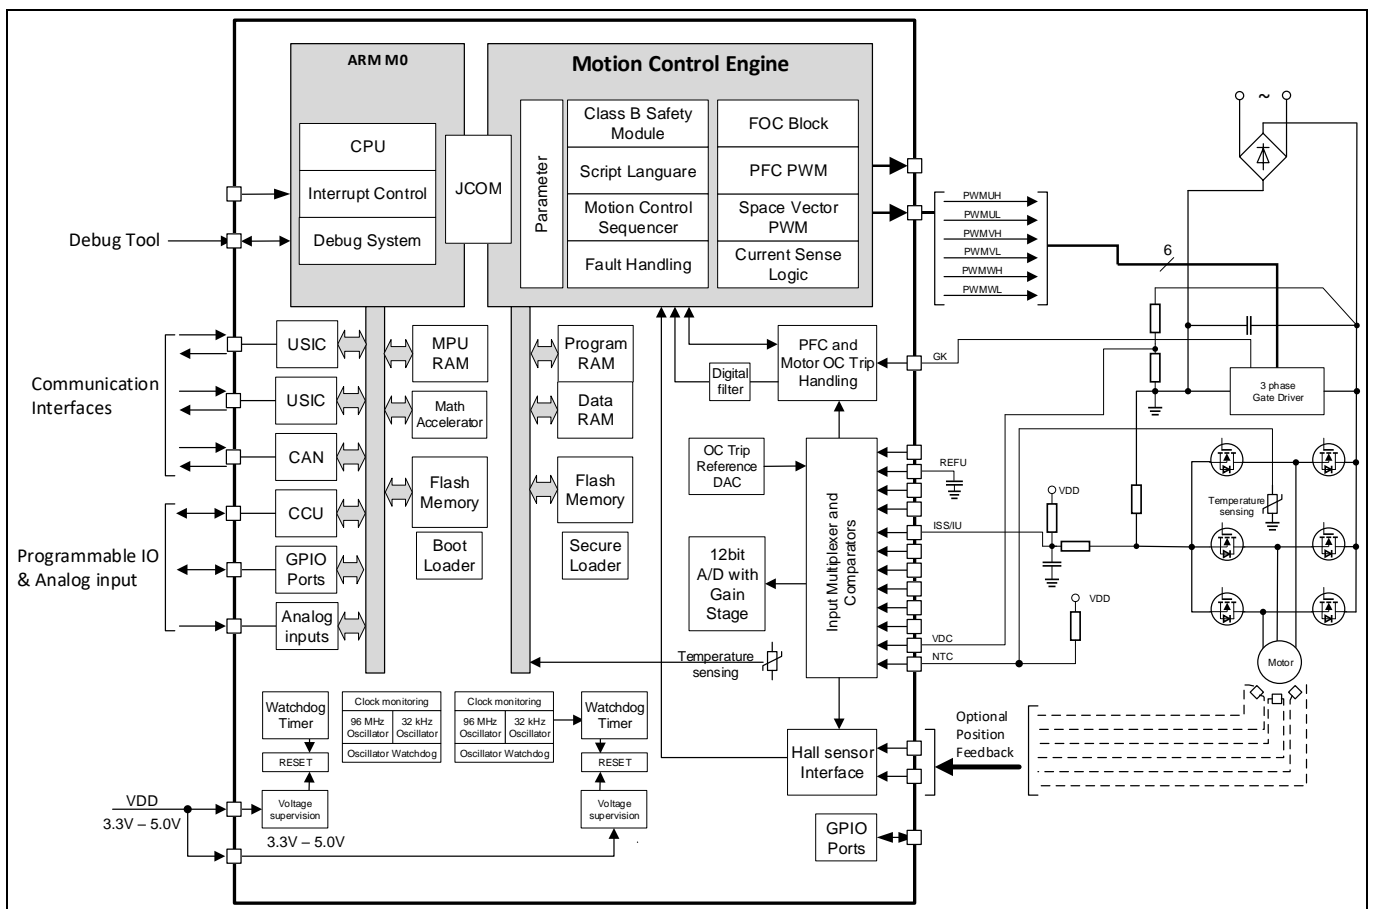 ARM M0
CPU
Interrupt Control
Debug System
JCOM
Motion Control Engine
Parameter
Class B Safety
Module
Script Languare
Motion Control
Sequencer
Fault Handling
FOC Block
PFC PWM
Space Vector
PWM
Current Sense
Logic
Debug Tool
Communication
Interfaces
Programmable IO
& Analog input
USIC
USIC
CAN
CCU
GPIO
Ports
Analog
inputs
MPU
RAM
Math
Accelerator
Flash
Memory
Boot
Loader
Program
RAM
Data
RAM
Flash
Memory
Secure
Loader
PFC and
Motor OC Trip
Handling
Digital
filter
OC Trip
Reference
DAC
12bit
A/D with
Gain
Stage
Input Multiplexer and
Comparators
Temperature
sensing
Hall sensor
Interface
GPIO
Ports
Watchdog
Timer
RESET
Voltage
supervision
Clock monitoring
96 MHz
Oscillator
32 kHz
Oscillator
Oscillator Watchdog
Clock monitoring
96 MHz
Oscillator
32 kHz
Oscillator
Oscillator Watchdog
Watchdog
Timer
RESET
Voltage
supervision
VDD
3.3V – 5.0V
3.3V – 5.0V
PWMUH
PWMUL
PWMVH
PWMVL
PWMWH
PWMWL
6
~
GK
3 phase
Gate Driver
REFU
ISS/IU
VDC
NTC
VDD
VDD
Temperature
sensing
Motor
Optional
Position
Feedback